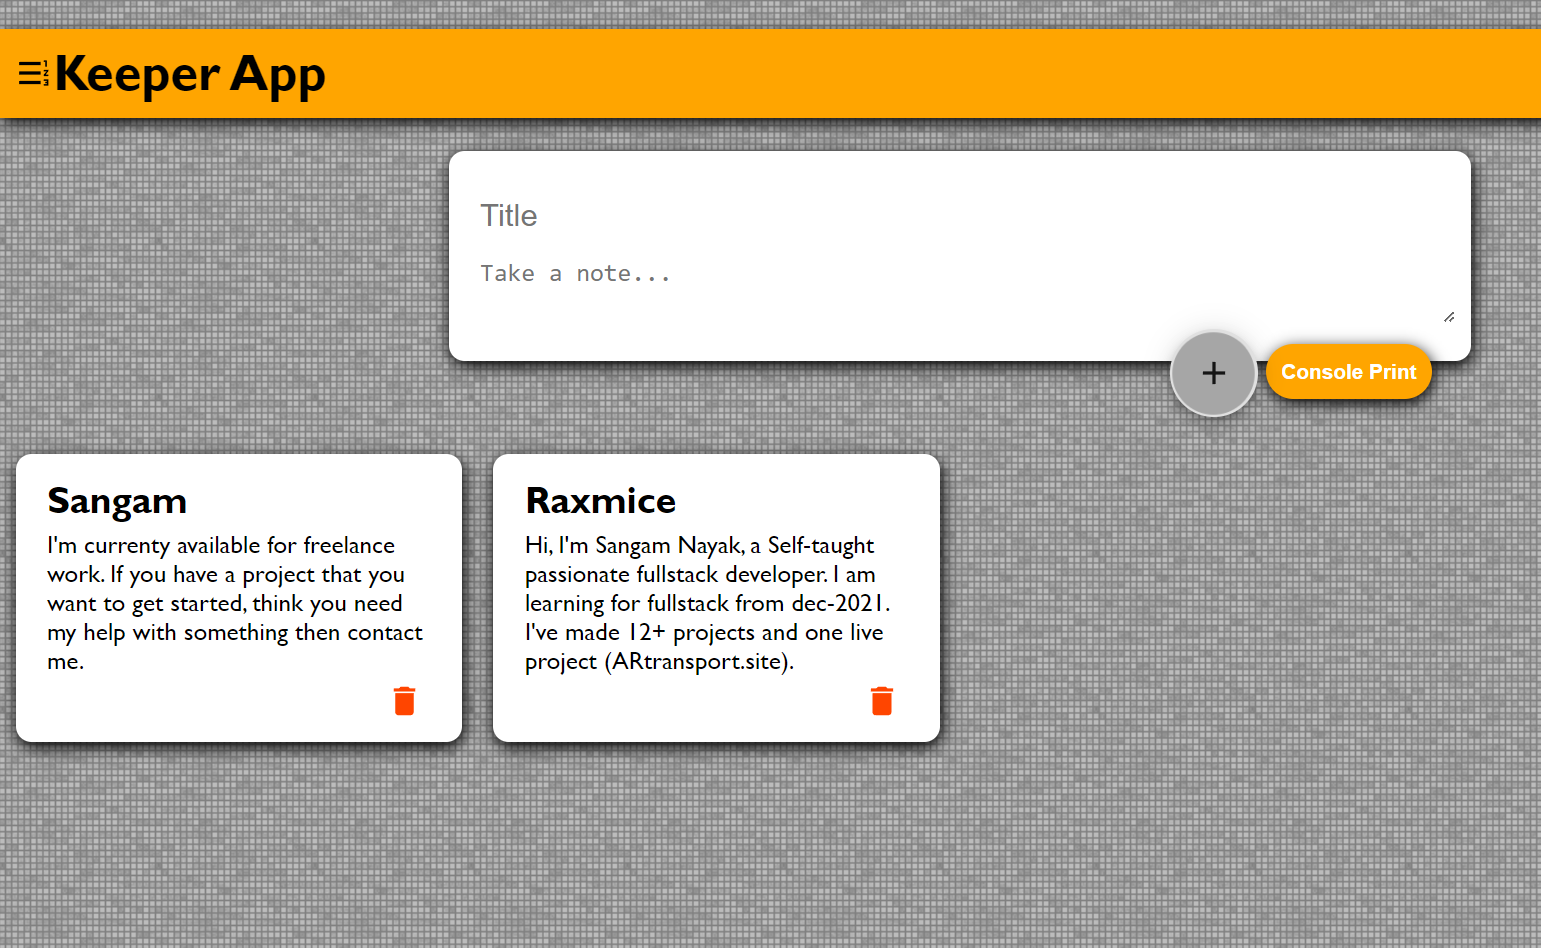 Keeper App
Title
Take a note...
Console Print
Sangam
I'm currenty available for freelance
work. If you have a project that you
want to get started, think you need
my help with something then contact
me.
Raxmice
Hi, I'm Sangam Nayak, a Self-taught
passionate fullstack developer. I am
learning for fullstack from dec-2021.
I've made 12+ projects and one live
project (ARtransport.site).